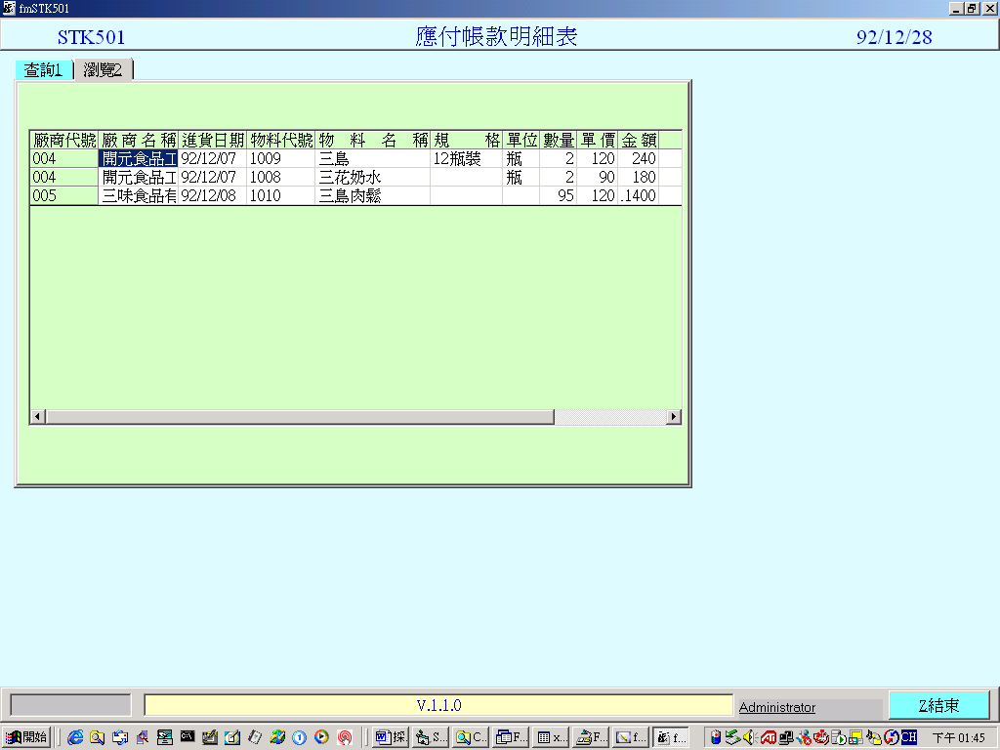 fmSTK501
STK501 應付帳款明細表 92/12/28
查詢1 瀏覽2
廠商代號 廠商名稱 進貨日期 物料代號 物料名稱 規格 單位 數量 單價 金額
004 開元食品工 92/12/07 1009 三島 12瓶裝 瓶 2 120 240
004 開元食品工 92/12/07 1008 三花奶水 瓶 2 90 180
005 三味食品有 92/12/08 1010 三島肉鬆 95 120 .1400
V.1.1.0 Administrator Z結束
開始 採 S... C... F... x... F... f... f... CH 下午 01:45